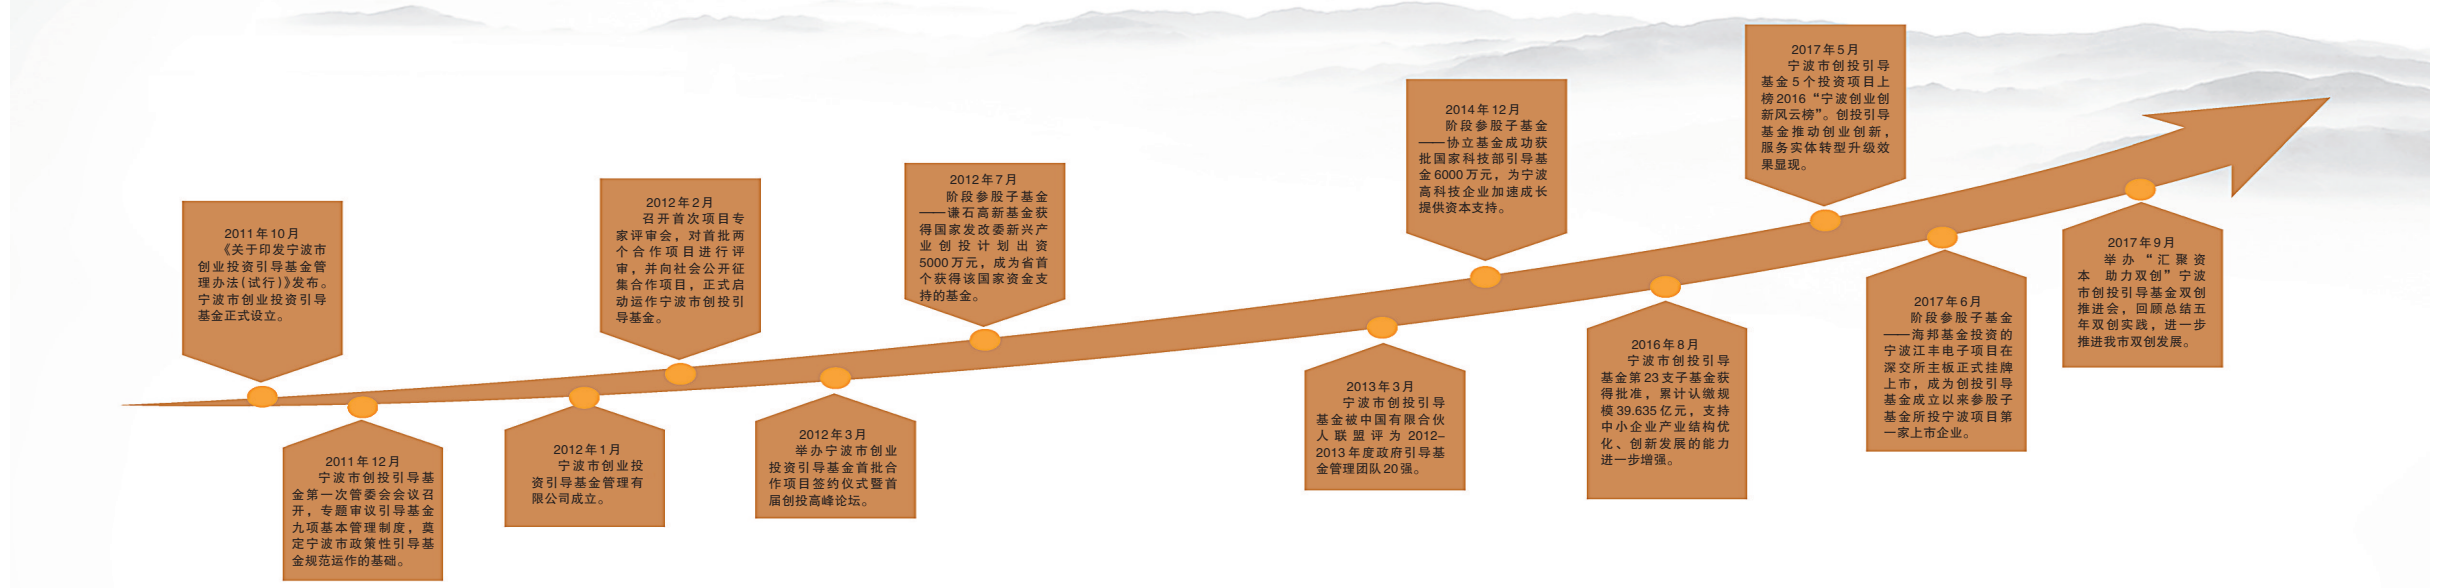 2011年10月
《关于印发宁波市
创业投资引导基金管
理办法(试行)》发布。
宁波市创业投资引导
基金正式设立。
2011年12月
宁波市创投引导基
金第一次管委会会议召
开，专题审议引导基金
九项基本管理制度，奠
定宁波市政策性引导基
金规范运作的基础。
2012年1月
宁波市创业投
资引导基金管理有
限公司成立。
2012年2月
召开首次项目专
家评审会，对首批两
个合作项目进行评
审，并向社会公开征
集合作项目，正式启
动运作宁波市创投引
导基金。
2012年3月
举办宁波市创业
投资引导基金首批合
作项目签约仪式暨首
届创投高峰论坛。
2012年7月
阶段参股子基金
——谦石高新基金获
得国家发改委新兴产
业创投计划出资
5000万元，成为省首
个获得该国家资金支
持的基金。
2013年3月
宁波市创投引导
基金被中国有限合伙
人联盟评为2012-
2013年度政府引导基
金管理团队20强。
2014年12月
阶段参股子基金
——协立基金成功获
批国家科技部引导基
金6000万元，为宁波
高科技企业加速成长
提供资本支持。
2016年8月
宁波市创投引导
基金第23支子基金获
得批准，累计认缴规
模39.635亿元，支持
中小企业产业结构优
化、创新发展的能力
进一步增强。
2017年5月
宁波市创投引导
基金5个投资项目上
榜2016“宁波创业创
新风云榜”。创投引导
基金推动创业创新，
服务实体转型升级效
果显现。
2017年6月
阶段参股子基金
——海邦基金投资的
宁波江丰电子项目在
深交所主板正式挂牌
上市，成为创投引导
基金成立以来参股子
基金所投宁波项目第
一家上市企业。
2017年9月
举办“汇聚资
本 助力双创”宁波
市创投引导基金双创
推进会，回顾总结五
年双创实践，进一步
推进我市双创发展。